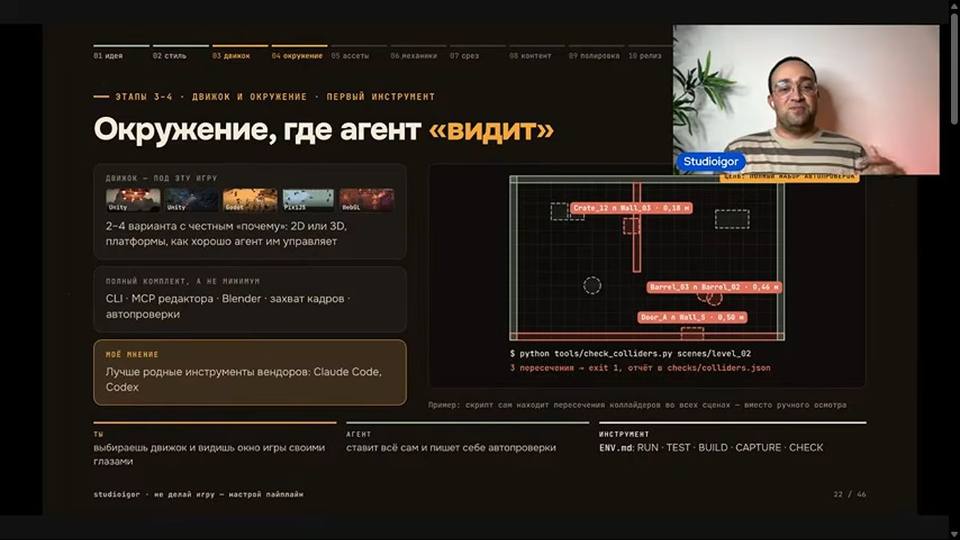 01 идея 02 стиль 03 движок 04 окружение 05 ассеты 06 механики 07 срез 08 контент 09 полировка 10 релиз
ЭТАПЫ 3–4 · ДВИЖОК И ОКРУЖЕНИЕ · ПЕРВЫЙ ИНСТРУМЕНТ
Окружение, где агент «видит»
Studioigor
ДВИЖОК — ПОД ЭТУ ИГРУ
Unity Unity Godot PixiJS WebGL
2–4 варианта с честным «почему»: 2D или 3D,
платформы, как хорошо агент им управляет
ПОЛНЫЙ КОМПЛЕКТ, А НЕ МИНИМУМ
CLI · MCP редактора · Blender · захват кадров ·
автопроверки
МОЁ МНЕНИЕ
Лучше родные инструменты вендоров: Claude Code,
Codex
ЦЕЛЬ: ПОЛНЫЙ НАБОР АВТОПРОВЕРОК
Crate_12 ∩ Wall_03 · 0,18 м
Barrel_03 ∩ Barrel_02 · 0,46 м
Door_A ∩ Wall_S · 0,50 м
$ python tools/check_colliders.py scenes/level_02
3 пересечения → exit 1, отчёт в checks/colliders.json
Пример: скрипт сам находит пересечения коллайдеров во всех сценах — вместо ручного осмотра
ТЫ
выбираешь движок и видишь окно игры своими
глазами
АГЕНТ
ставит всё сам и пишет себе автопроверки
ИНСТРУМЕНТ
ENV.md: RUN · TEST · BUILD · CAPTURE · CHECK
studioigor · не делай игру — настрой пайплайн
22 / 46